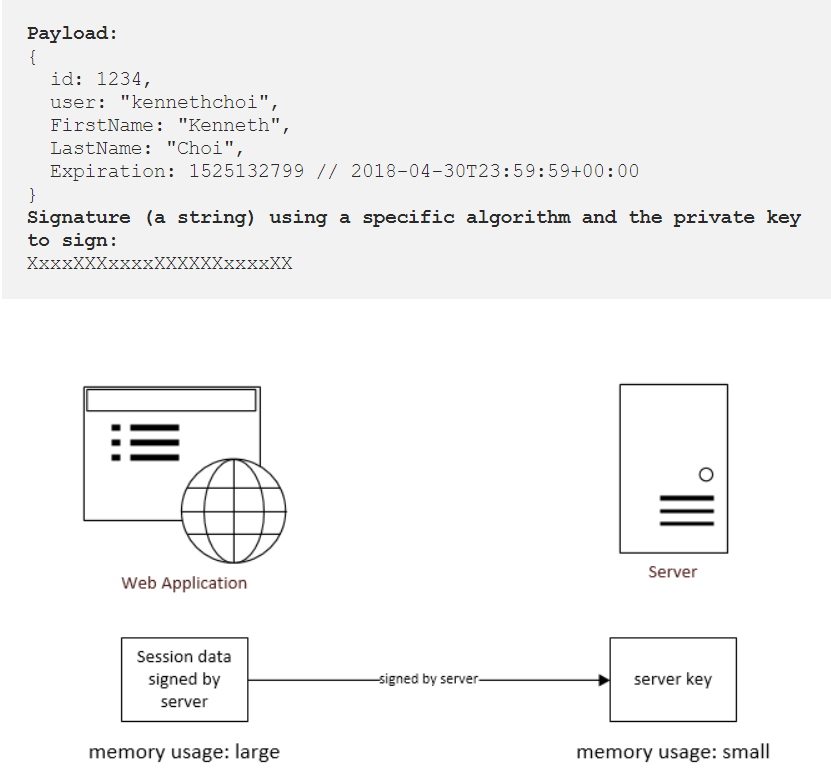 Payload:
{
id: 1234,
user: "kennethchoi",
FirstName: "Kenneth",
LastName: "Choi",
Expiration: 1525132799 // 2018-04-30T23:59:59+00:00
}
Signature (a string) using a specific algorithm and the private key
to sign:
XxxxXXXxxxxXXXXXXxxxxXX
Web Application
Server
Session data
signed by
server
signed by server
server key
memory usage: large
memory usage: small